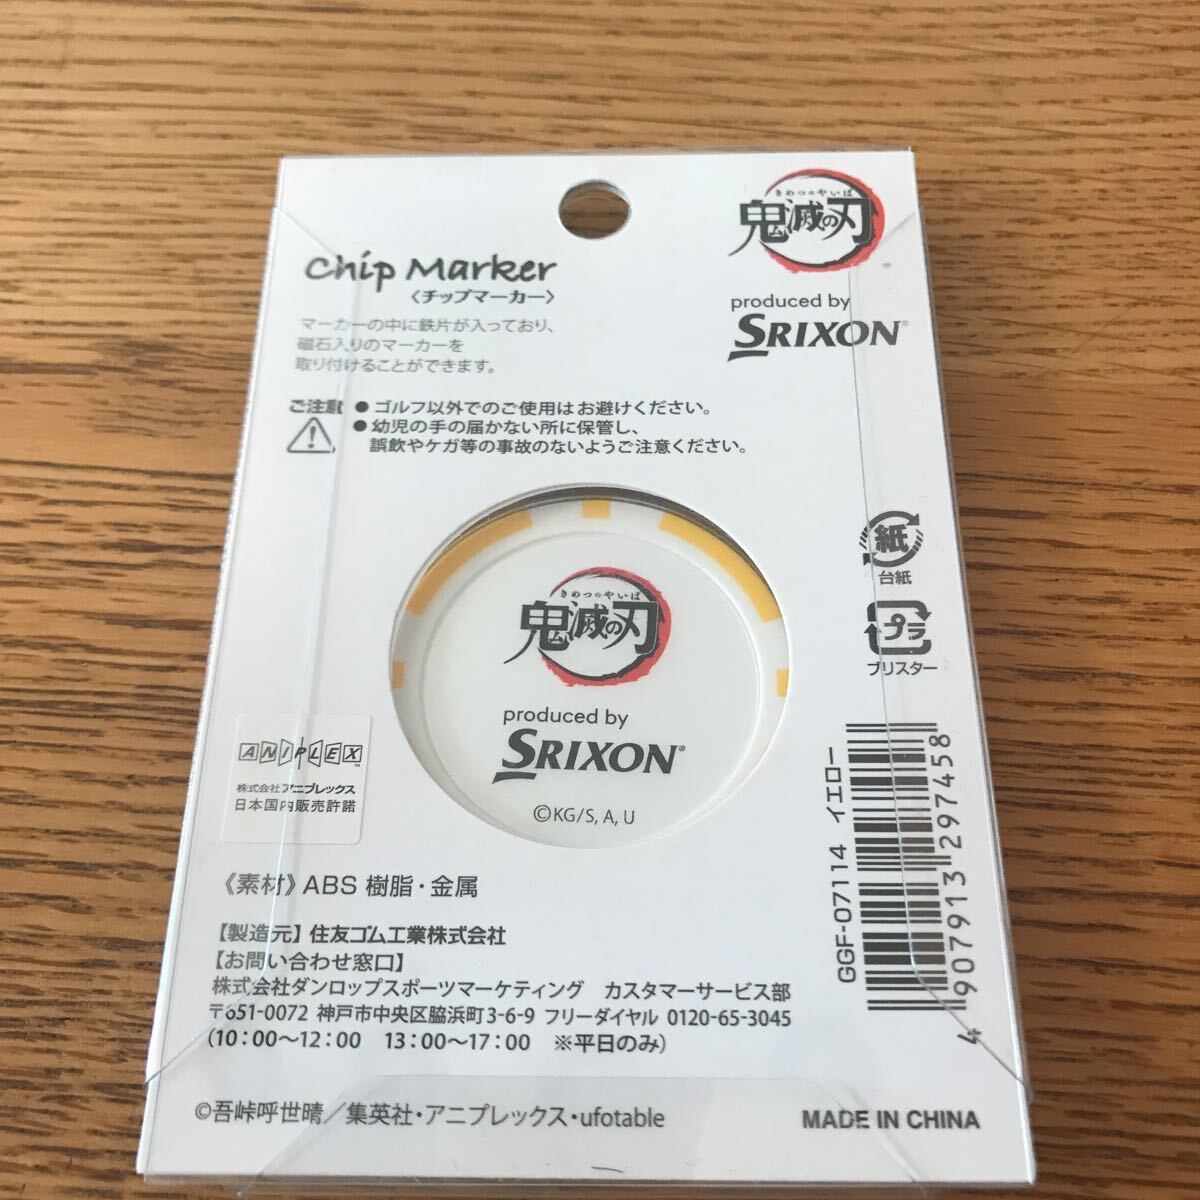 きめつのやいば
鬼滅の刃
produced by
SRIXON®
Chip Marker
〈チップマーカー〉
マーカーの中に鉄片が入っており、
磁石入りのマーカーを
取り付けることができます。
ご注意
●ゴルフ以外でのご使用はお避けください。
●幼児の手の届かない所に保管し、
誤飲やケガ等の事故のないようご注意ください。
きめつのやいば
鬼滅の刃
produced by
SRIXON®
©KG/S, A, U
紙
台紙
プラ
ブリスター
ANIPLEX™
株式会社アニプレックス
日本国内販売許諾
《素材》ABS 樹脂・金属
【製造元】住友ゴム工業株式会社
【お問い合わせ窓口】
株式会社ダンロップスポーツマーケティング カスタマーサービス部
〒651-0072 神戸市中央区脇浜町3-6-9 フリーダイヤル 0120-65-3045
(10:00〜12:00 13:00〜17:00 ※平日のみ)
GGF-07114 イエロー
4 907913 297458
©吾峠呼世晴／集英社・アニプレックス・ufotable
MADE IN CHINA